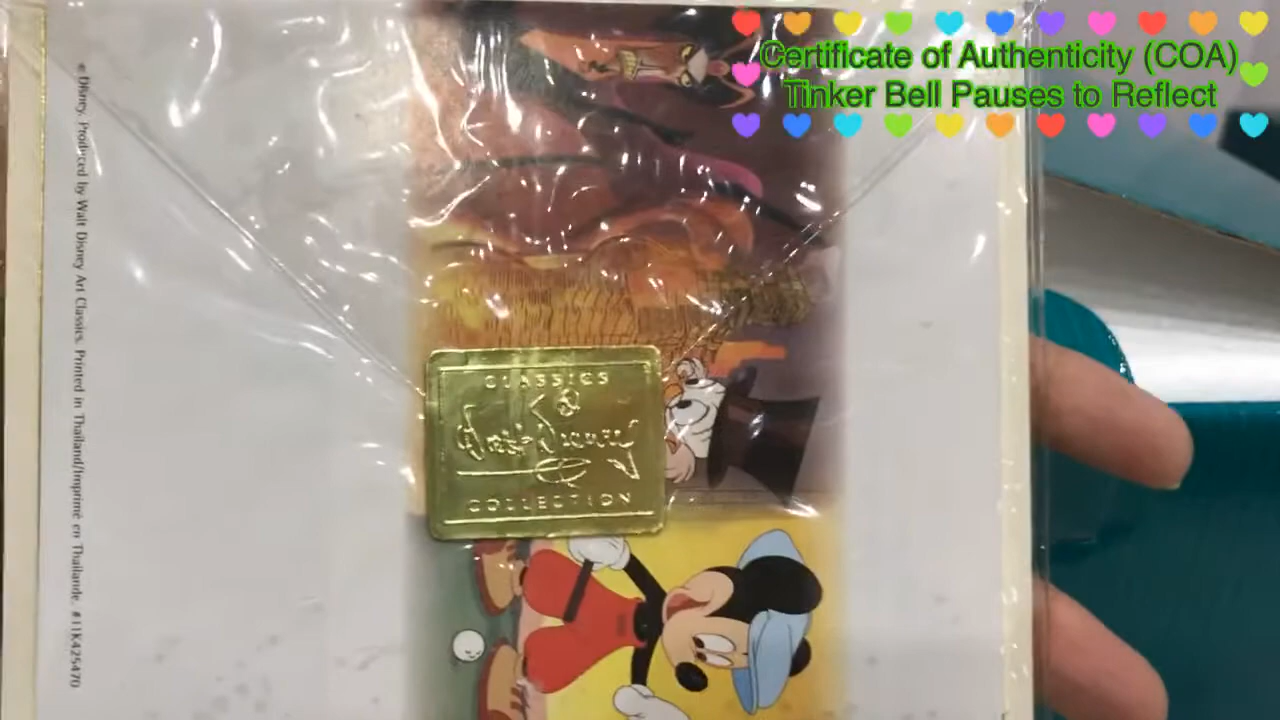 Certificate of Authenticity (COA)
Tinker Bell Pauses to Reflect
© Disney. Produced by Walt Disney Art Classics. Printed in Thailand/Imprimé en Thaïlande. #11K425470
CLASSICS
Walt Disney
COLLECTION